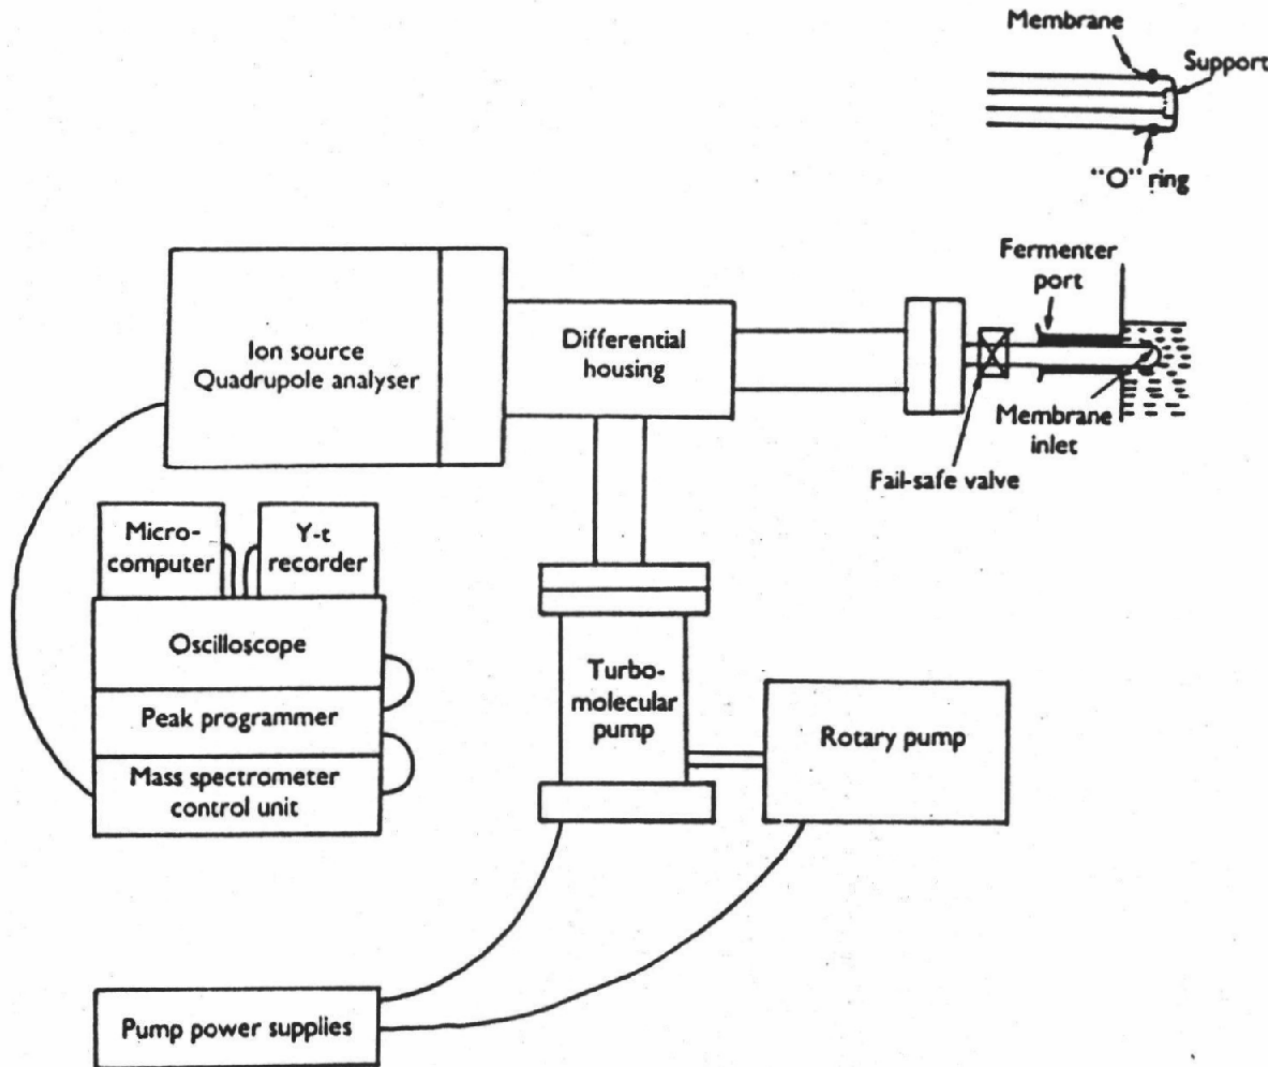 Membrane
Support
"O" ring
Fermenter
port
Ion source
Quadrupole analyser
Differential
housing
Membrane
inlet
Fail-safe valve
Micro-
computer
Y-t
recorder
Oscilloscope
Peak programmer
Mass spectrometer
control unit
Turbo-
molecular
pump
Rotary pump
Pump power supplies